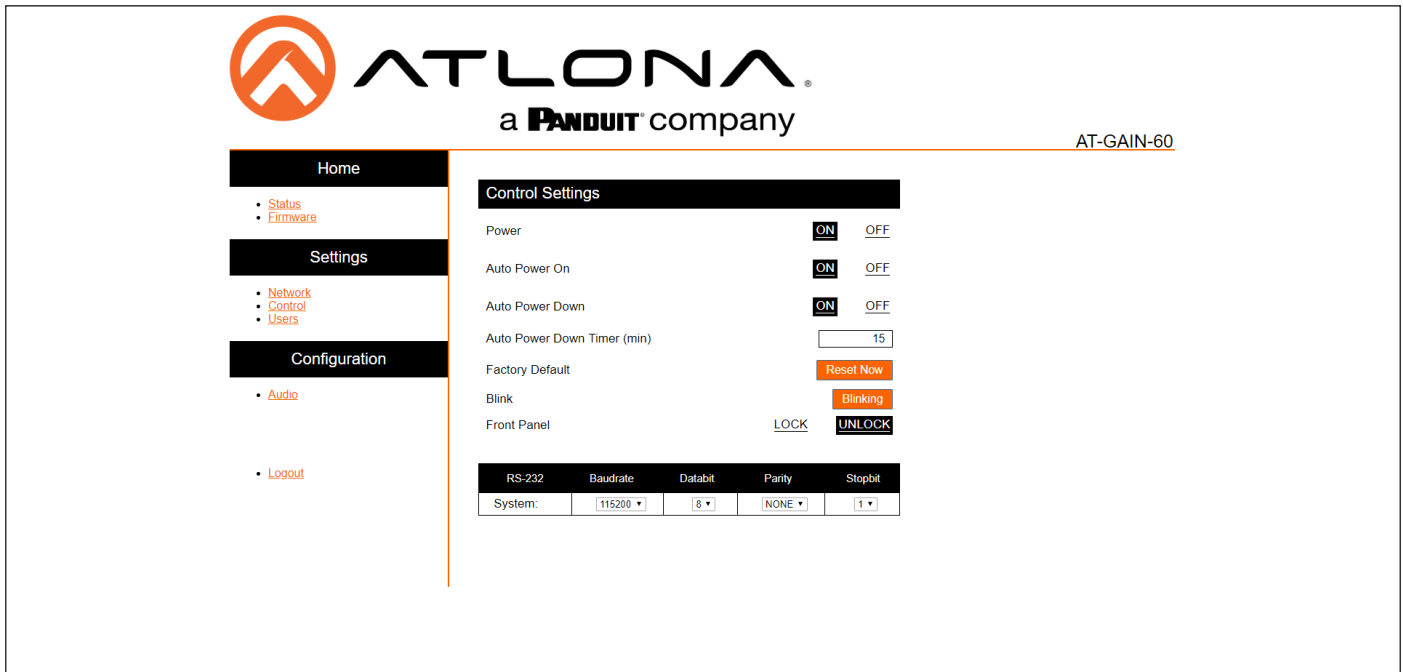 ATLONA®
a PANDUIT® company
AT-GAIN-60
Home
Status
Firmware
Settings
Network
Control
Users
Configuration
Audio
Logout
Control Settings
Power ON OFF
Auto Power On ON OFF
Auto Power Down ON OFF
Auto Power Down Timer (min) 15
Factory Default Reset Now
Blink Blinking
Front Panel LOCK UNLOCK
RS-232 Baudrate Databit Parity Stopbit
System: 115200 8 NONE 1